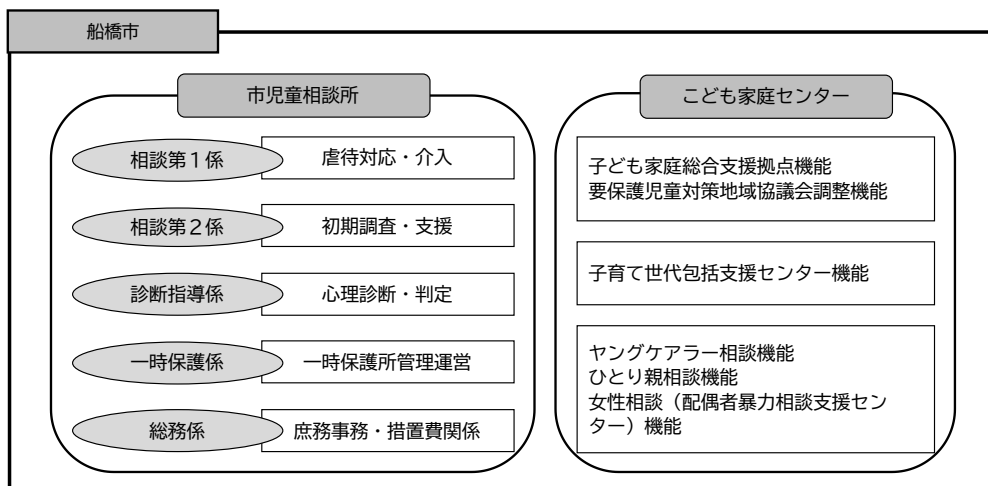 船橋市
市児童相談所
相談第１係
虐待対応・介入
相談第２係
初期調査・支援
診断指導係
心理診断・判定
一時保護係
一時保護所管理運営
総務係
庶務事務・措置費関係
こども家庭センター
子ども家庭総合支援拠点機能
要保護児童対策地域協議会調整機能
子育て世代包括支援センター機能
ヤングケアラー相談機能
ひとり親相談機能
女性相談（配偶者暴力相談支援セン
ター）機能